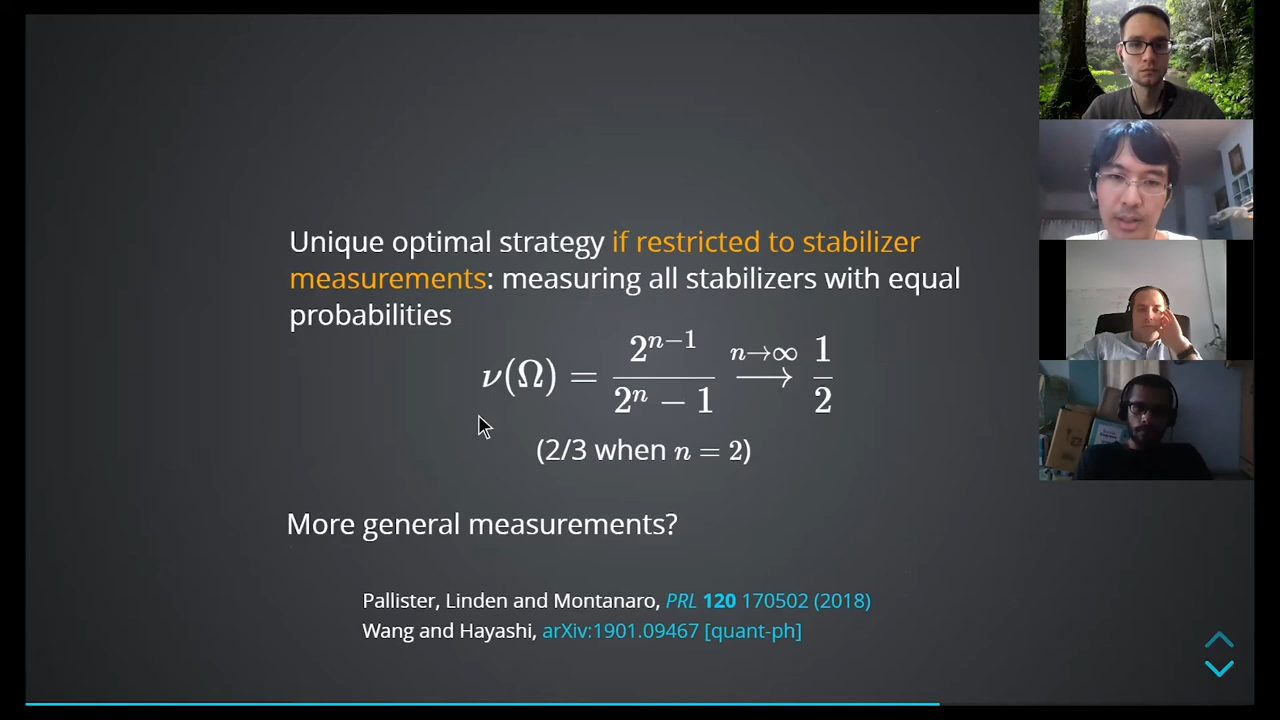 Unique optimal strategy if restricted to stabilizer
measurements: measuring all stabilizers with equal
probabilities
ν(Ω) = 2^{n−1} / (2^n − 1) \overset{n→∞}{⟶} 1/2
(2/3 when n = 2)
More general measurements?
Pallister, Linden and Montanaro, PRL 120 170502 (2018)
Wang and Hayashi, arXiv:1901.09467 [quant-ph]